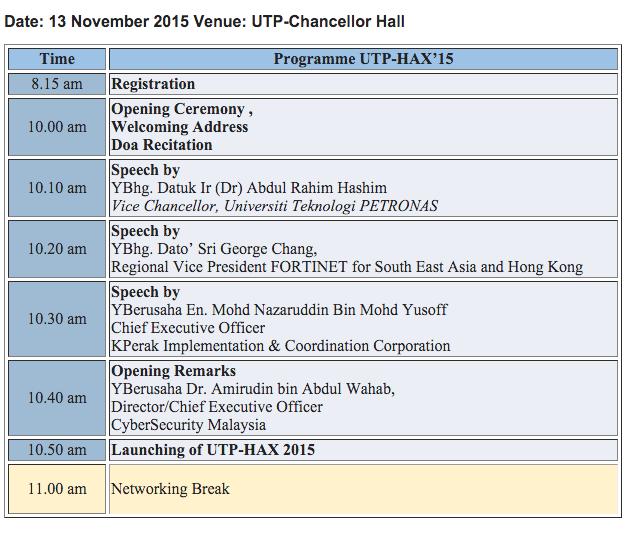 Date: 13 November 2015 Venue: UTP-Chancellor Hall
Time
Programme UTP-HAX’15
8.15 am
Registration
10.00 am
Opening Ceremony ,
Welcoming Address
Doa Recitation
10.10 am
Speech by
YBhg. Datuk Ir (Dr) Abdul Rahim Hashim
Vice Chancellor, Universiti Teknologi PETRONAS
10.20 am
Speech by
YBhg. Dato’ Sri George Chang,
Regional Vice President FORTINET for South East Asia and Hong Kong
10.30 am
Speech by
YBerusaha En. Mohd Nazaruddin Bin Mohd Yusoff
Chief Executive Officer
KPerak Implementation & Coordination Corporation
10.40 am
Opening Remarks
YBerusaha Dr. Amirudin bin Abdul Wahab,
Director/Chief Executive Officer
CyberSecurity Malaysia
10.50 am
Launching of UTP-HAX 2015
11.00 am
Networking Break